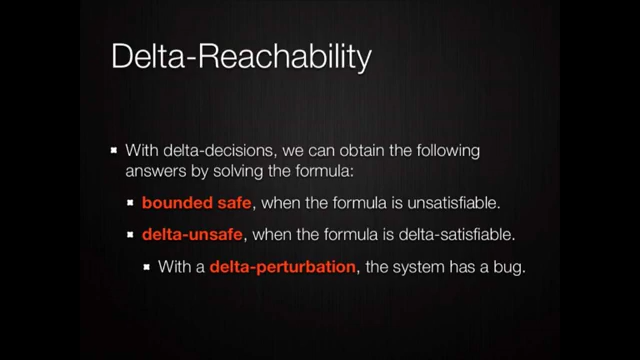 Delta-Reachability
With delta-decisions, we can obtain the following
answers by solving the formula:
bounded safe, when the formula is unsatisfiable.
delta-unsafe, when the formula is delta-satisfiable.
With a delta-perturbation, the system has a bug.